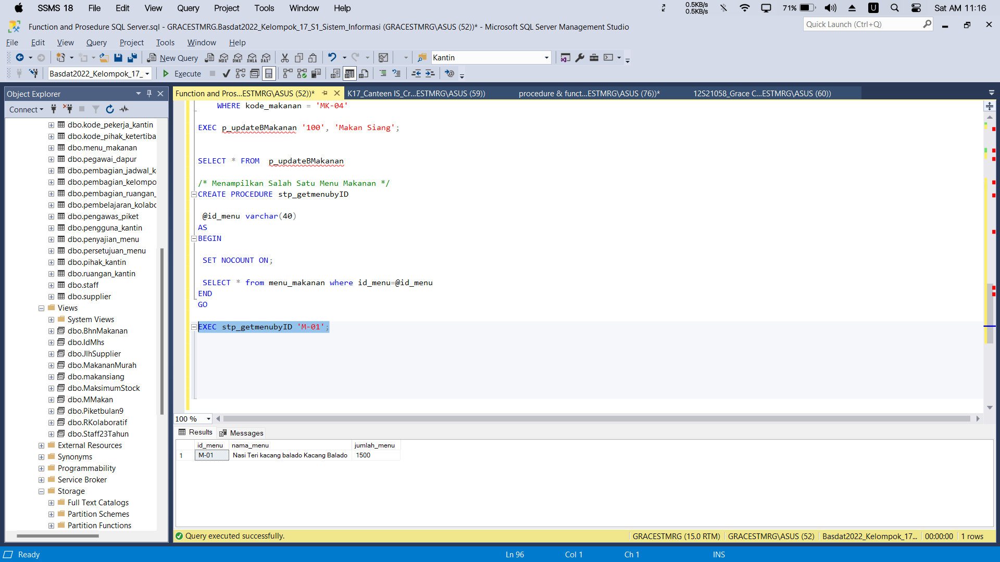 SSMS 18 File Edit View Query Project Tools Window Help
0.5KB/s
0.5KB/s
71%
U
Sat AM 11:16
Function and Prosedure SQL Server.sql - GRACESTMRG.Basdat2022_Kelompok_17_S1_Sistem_Informasi (GRACESTMRG\ASUS (52))* - Microsoft SQL Server Management Studio
Quick Launch (Ctrl+Q)
File Edit View Query Project Tools Window Help
New Query
MDX DMX XMLA DAX
Kantin
Basdat2022_Kelompok_17_
Execute
Object Explorer
Connect
dbo.kode_pekerja_kantin
dbo.kode_pihak_ketertiba
dbo.menu_makanan
dbo.pegawai_dapur
dbo.pembagian_jadwal_k
dbo.pembagian_kelompo
dbo.pembagian_ruangan_
dbo.pembelajaran_kolabo
dbo.pengawas_piket
dbo.pengguna_kantin
dbo.penyajian_menu
dbo.persetujuan_menu
dbo.pihak_kantin
dbo.ruangan_kantin
dbo.staff
dbo.supplier
Views
System Views
dbo.BhnMakanan
dbo.IdMhs
dbo.JlhSupplier
dbo.MakananMurah
dbo.makansiang
dbo.MaksimumStock
dbo.MMakan
dbo.Piketbulan9
dbo.RKolaboratif
dbo.Staff23Tahun
External Resources
Synonyms
Programmability
Service Broker
Storage
Full Text Catalogs
Partition Schemes
Partition Functions
Function and Pros...ESTMRG\ASUS (52))*
K17_Canteen IS_Cr...ESTMRG\ASUS (59))
procedure & funct...ESTMRG\ASUS (76))*
12S21058_Grace C...ESTMRG\ASUS (60))
WHERE kode_makanan = 'MK-04'
EXEC p_updateBMakanan '100', 'Makan Siang';
SELECT * FROM  p_updateBMakanan
/* Menampilkan Salah Satu Menu Makanan */
CREATE PROCEDURE stp_getmenubyID
@id_menu varchar(40)
AS
BEGIN
SET NOCOUNT ON;
SELECT * from menu_makanan where id_menu=@id_menu
END
GO
EXEC stp_getmenubyID 'M-01';
100 %
Results Messages
id_menu nama_menu jumlah_menu
1 M-01 Nasi Teri kacang balado Kacang Balado 1500
Query executed successfully.
GRACESTMRG (15.0 RTM) GRACESTMRG\ASUS (52) Basdat2022_Kelompok_17... 00:00:00 1 rows
Ready Ln 96 Col 1 Ch 1 INS